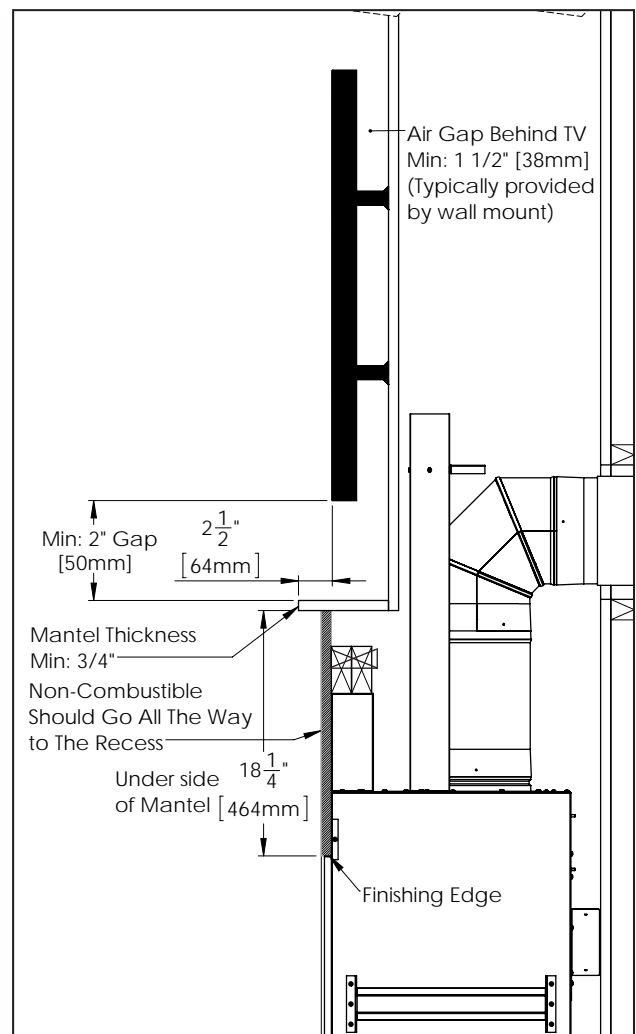 Air Gap Behind TV
Min: 1 1/2" [38mm]
(Typically provided
by wall mount)
Min: 2" Gap
[50mm]
2 1/2"
[64mm]
Mantel Thickness
Min: 3/4"
Non-Combustible
Should Go All The Way
to The Recess
Under side
of Mantel
18 1/4"
[464mm]
Finishing Edge